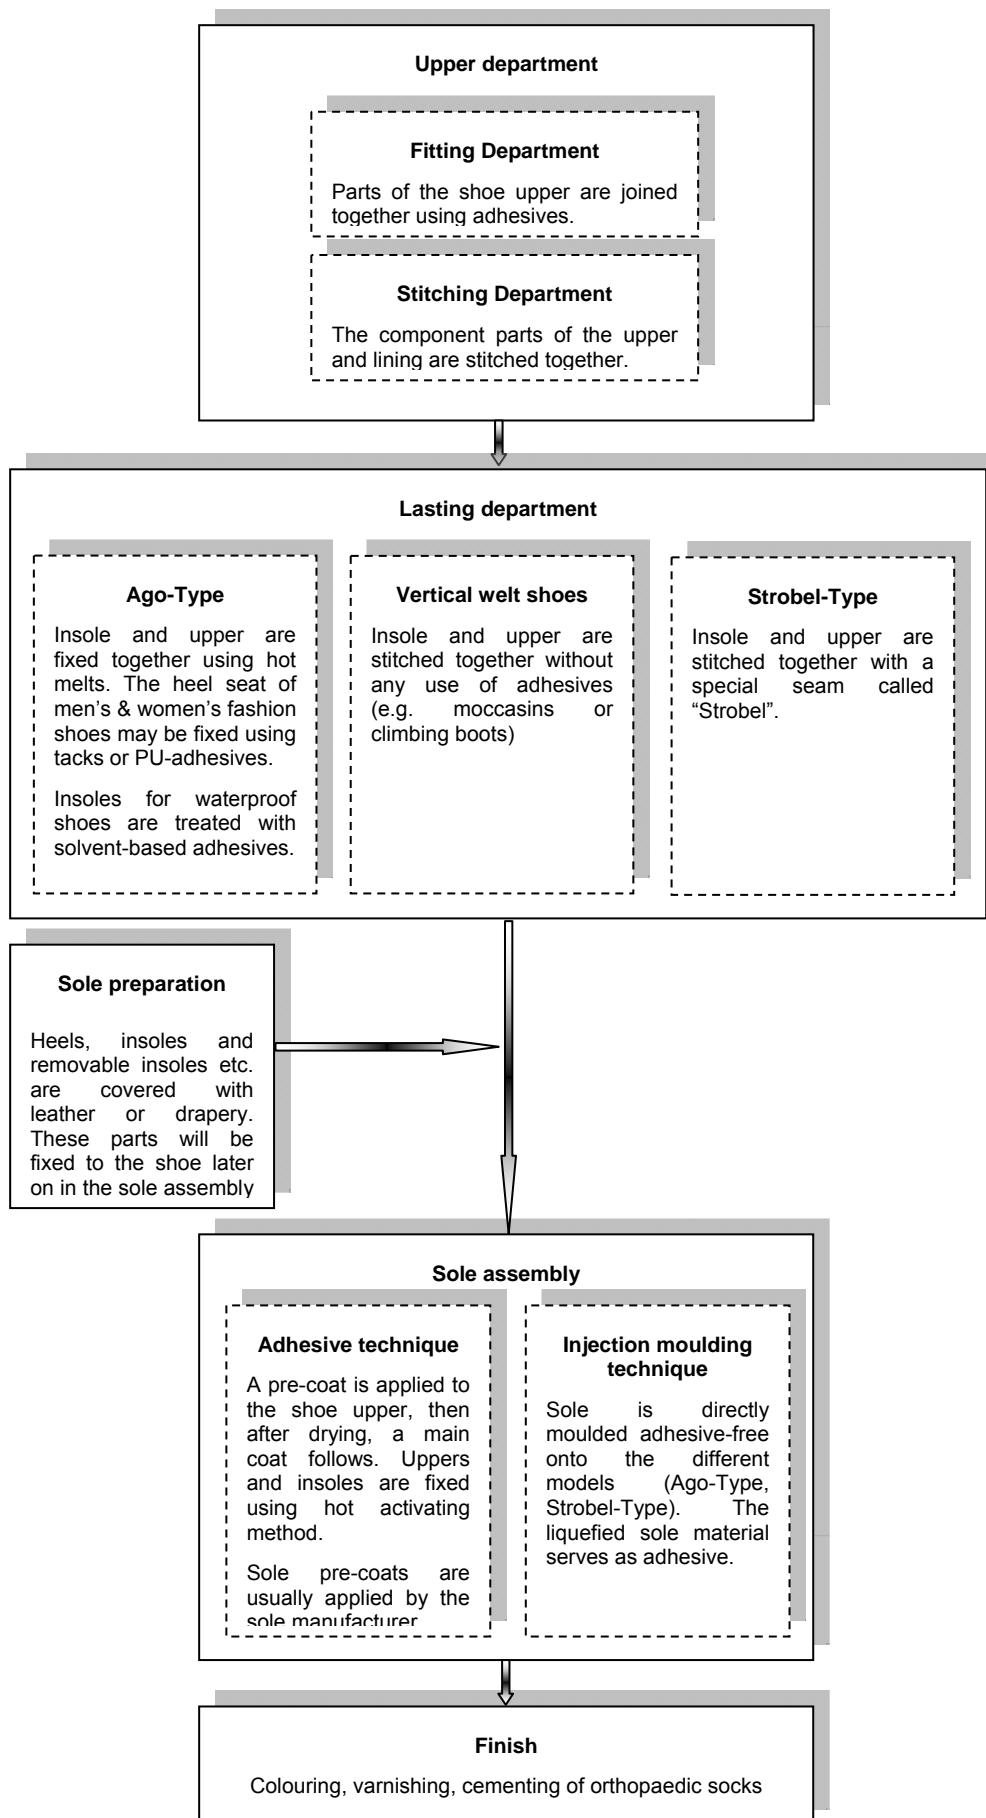 Upper department
Fitting Department
Parts of the shoe upper are joined
together using adhesives.
Stitching Department
The component parts of the upper
and lining are stitched together.
Lasting department
Ago-Type
Insole and upper are
fixed together using hot
melts. The heel seat of
men's & women's fashion
shoes may be fixed using
tacks or PU-adhesives.
Insoles for waterproof
shoes are treated with
solvent-based adhesives.
Vertical welt shoes
Insole and upper are
stitched together without
any use of adhesives
(e.g. moccasins or
climbing boots)
Strobel-Type
Insole and upper are
stitched together with a
special seam called
“Strobel”.
Sole preparation
Heels, insoles and
removable insoles etc.
are covered with
leather or drapery.
These parts will be
fixed to the shoe later
on in the sole assembly
Sole assembly
Adhesive technique
A pre-coat is applied to
the shoe upper, then
after drying, a main
coat follows. Uppers
and insoles are fixed
using hot activating
method.
Sole pre-coats are
usually applied by the
sole manufacturer
Injection moulding
technique
Sole is directly
moulded adhesive-free
onto the different
models (Ago-Type,
Strobel-Type). The
liquefied sole material
serves as adhesive.
Finish
Colouring, varnishing, cementing of orthopaedic socks